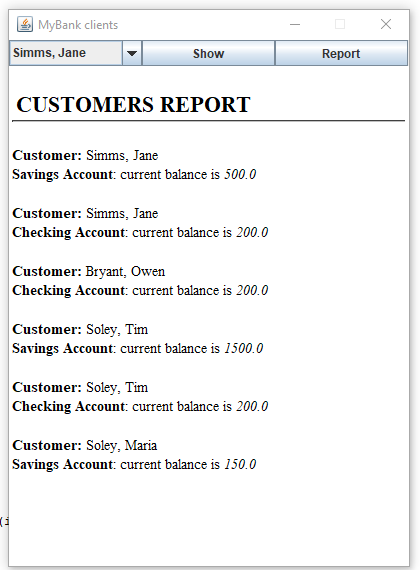 MyBank clients
Simms, Jane Show Report
CUSTOMERS REPORT
Customer: Simms, Jane
Savings Account: current balance is 500.0
Customer: Simms, Jane
Checking Account: current balance is 200.0
Customer: Bryant, Owen
Checking Account: current balance is 200.0
Customer: Soley, Tim
Savings Account: current balance is 1500.0
Customer: Soley, Tim
Checking Account: current balance is 200.0
Customer: Soley, Maria
Savings Account: current balance is 150.0
(i